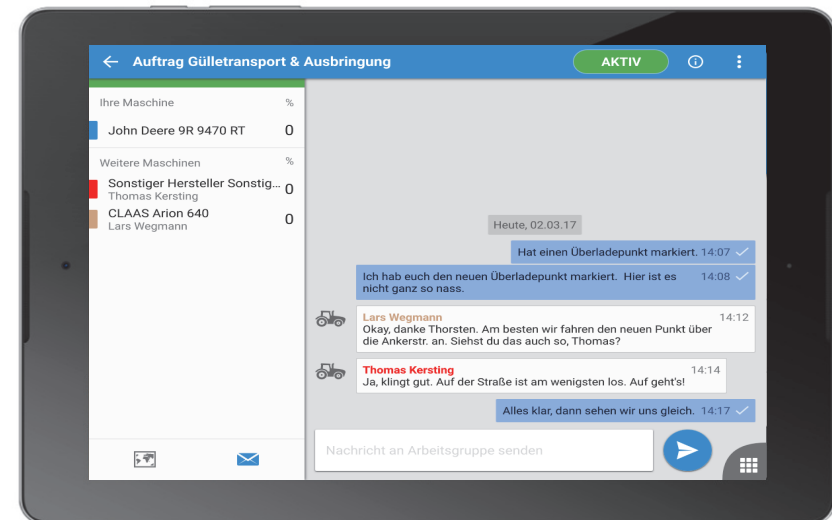 Auftrag Gülletransport & Ausbringung
AKTIV
Ihre Maschine %
John Deere 9R 9470 RT 0
Weitere Maschinen %
Sonstiger Hersteller Sonstig... 0
Thomas Kersting
CLAAS Arion 640 0
Lars Wegmann
Heute, 02.03.17
Hat einen Überladepunkt markiert. 14:07
Ich hab euch den neuen Überladepunkt markiert. Hier ist es 14:08
nicht ganz so nass.
Lars Wegmann 14:12
Okay, danke Thorsten. Am besten wir fahren den neuen Punkt über
die Ankerstr. an. Siehst du das auch so, Thomas?
Thomas Kersting 14:14
Ja, klingt gut. Auf der Straße ist am wenigsten los. Auf geht's!
Alles klar, dann sehen wir uns gleich. 14:17
Nachricht an Arbeitsgruppe senden